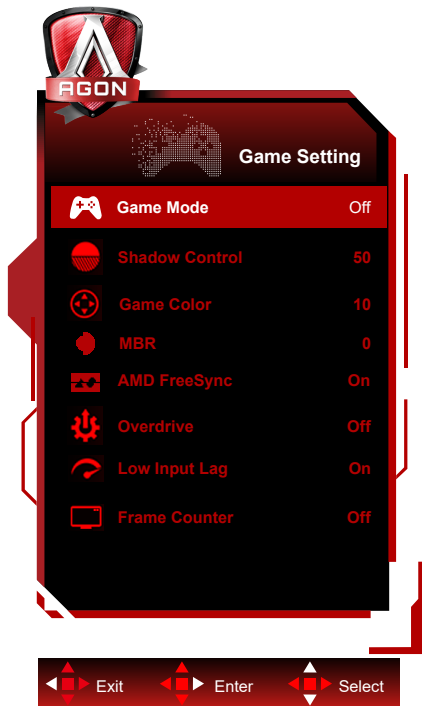 AGON
Game Setting
Game Mode Off
Shadow Control 50
Game Color 10
MBR 0
AMD FreeSync On
Overdrive Off
Low Input Lag On
Frame Counter Off
Exit Enter Select